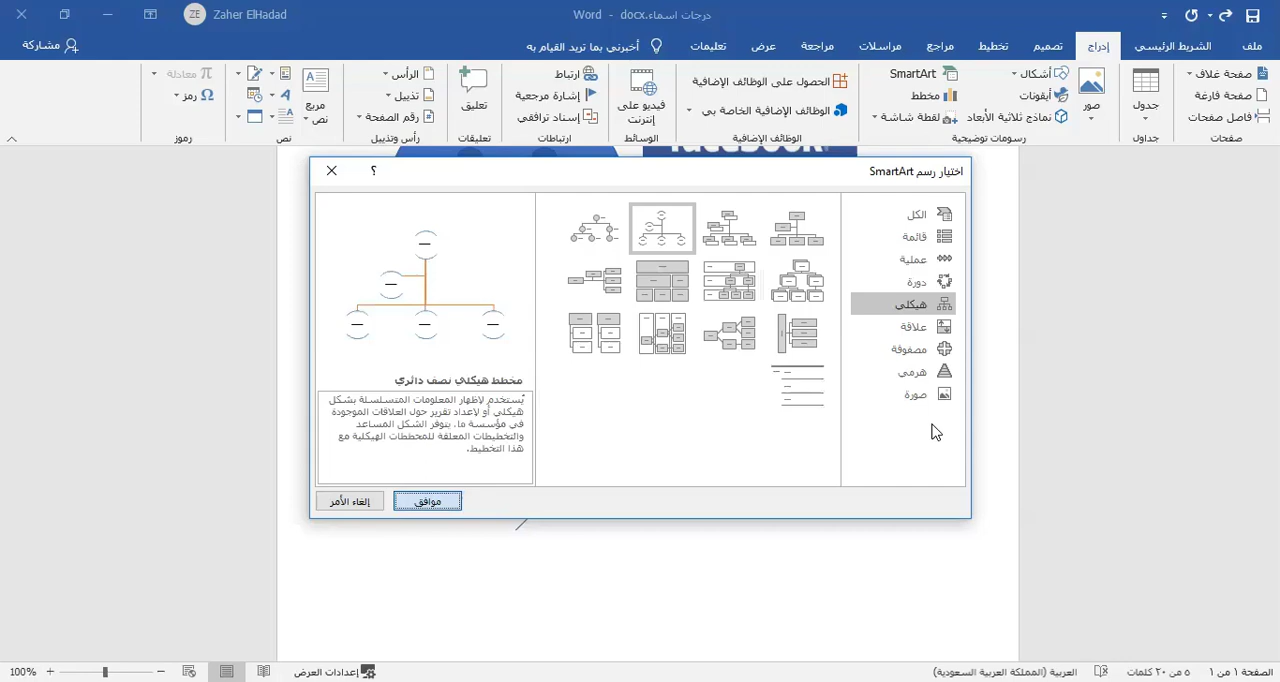 درجات اسماء.docx - Word
Zaher ElHadad
ZE
ملف
الشريط الرئيسي
إدراج
تصميم
تخطيط
مراجع
مراسلات
مراجعة
عرض
تعليمات
أخبرني بما تريد القيام به
مشاركة
صفحة غلاف
صفحة فارغة
فاصل صفحات
صفحات
جدول
جداول
صور
أشكال
أيقونات
نماذج ثلاثية الأبعاد
SmartArt
مخطط
لقطة شاشة
رسومات توضيحية
الحصول على الوظائف الإضافية
الوظائف الإضافية الخاصة بي
الوظائف الإضافية
فيديو على
إنترنت
الوسائط
ارتباط
إشارة مرجعية
إسناد ترافقي
ارتباطات
تعليق
تعليقات
الرأس
تذييل
رقم الصفحة
رأس وتذييل
مربع
نص
نص
معادلة
رمز
رموز
اختيار رسم SmartArt
؟
الكل
قائمة
عملية
دورة
هيكلي
علاقة
مصفوفة
هرمي
صورة
مخطط هيكلي نصف دائري
يُستخدم لإظهار المعلومات المتسلسلة بشكل
هيكلي أو لإعداد تقرير حول العلاقات الموجودة
في مؤسسة ما. يتوفر الشكل المساعد
والتخطيطات المعلقة للمخططات الهيكلية مع
هذا التخطيط.
موافق
إلغاء الأمر
الصفحة ١ من ١
٥ من ٢٠ كلمات
العربية (المملكة العربية السعودية)
إعدادات العرض
100%